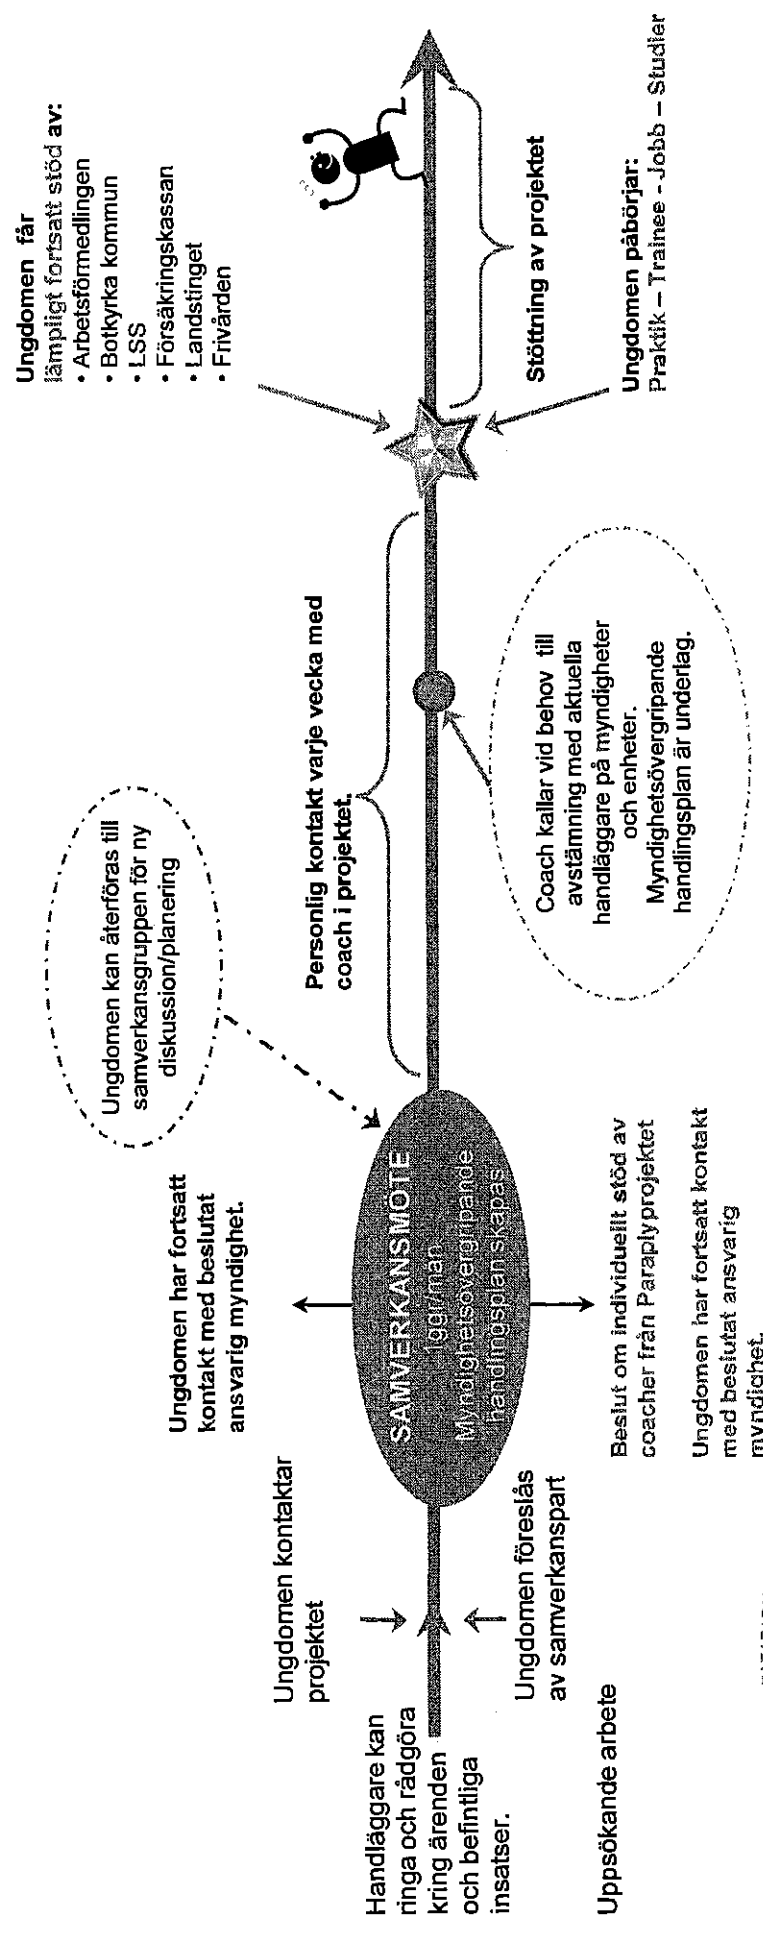 Handläggare kan
ringa och rådgöra
kring ärenden
och befintliga
insatser.
Uppsökande arbete
Ungdomen kontaktar
projektet
Ungdomen föreslås
av samverkanspart
Ungdomen har fortsatt
kontakt med beslutat
ansvarig myndighet.
SAMVERKANSMÖTE
1ggr/mån
Myndighetsövergripande
handlingsplan skapas
Beslut om individuellt stöd av
coacher från Paraplyprojektet
Ungdomen har fortsatt kontakt
med beslutat ansvarig
myndighet.
Ungdomen kan återföras till
samverkansgruppen för ny
diskussion/planering
Personlig kontakt varje vecka med
coach i projektet.
Coach kallar vid behov till
avstämning med aktuella
handläggare på myndigheter
och enheter.
Myndighetsövergripande
handlingsplan är underlag.
Ungdomen får
lämpligt fortsatt stöd av:
• Arbetsförmedlingen
• Botkyrka kommun
• LSS
• Försäkringskassan
• Landstinget
• Frivården
Stöttning av projektet
Ungdomen påbörjar:
Praktik – Trainee - Jobb – Studier